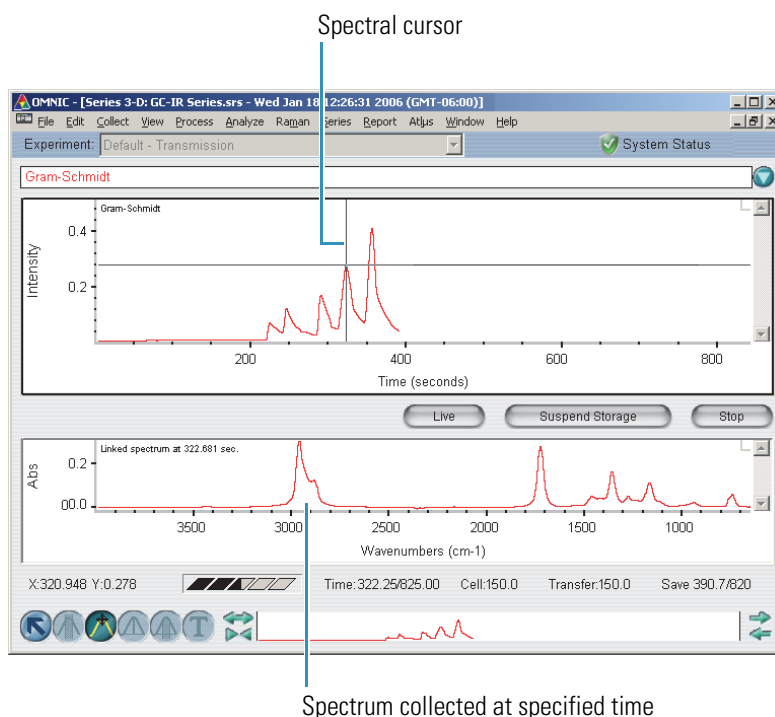 Spectral cursor
OMNIC - [Series 3-D: GC-IR Series.srs - Wed Jan 18 12:26:31 2006 (GMT-06:00)]
File Edit Collect View Process Analyze Raman Series Report Atlµs Window Help
Experiment: Default - Transmission
System Status
Gram-Schmidt
Gram-Schmidt
Intensity
0.4
0.2
200 400 600 800
Time (seconds)
Live Suspend Storage Stop
Linked spectrum at 322.681 sec.
Abs
0.2
00.0
3500 3000 2500 2000 1500 1000
Wavenumbers (cm-1)
X:320.948 Y:0.278 Time:322.25/825.00 Cell:150.0 Transfer:150.0 Save 390.7/820
T
Spectrum collected at specified time